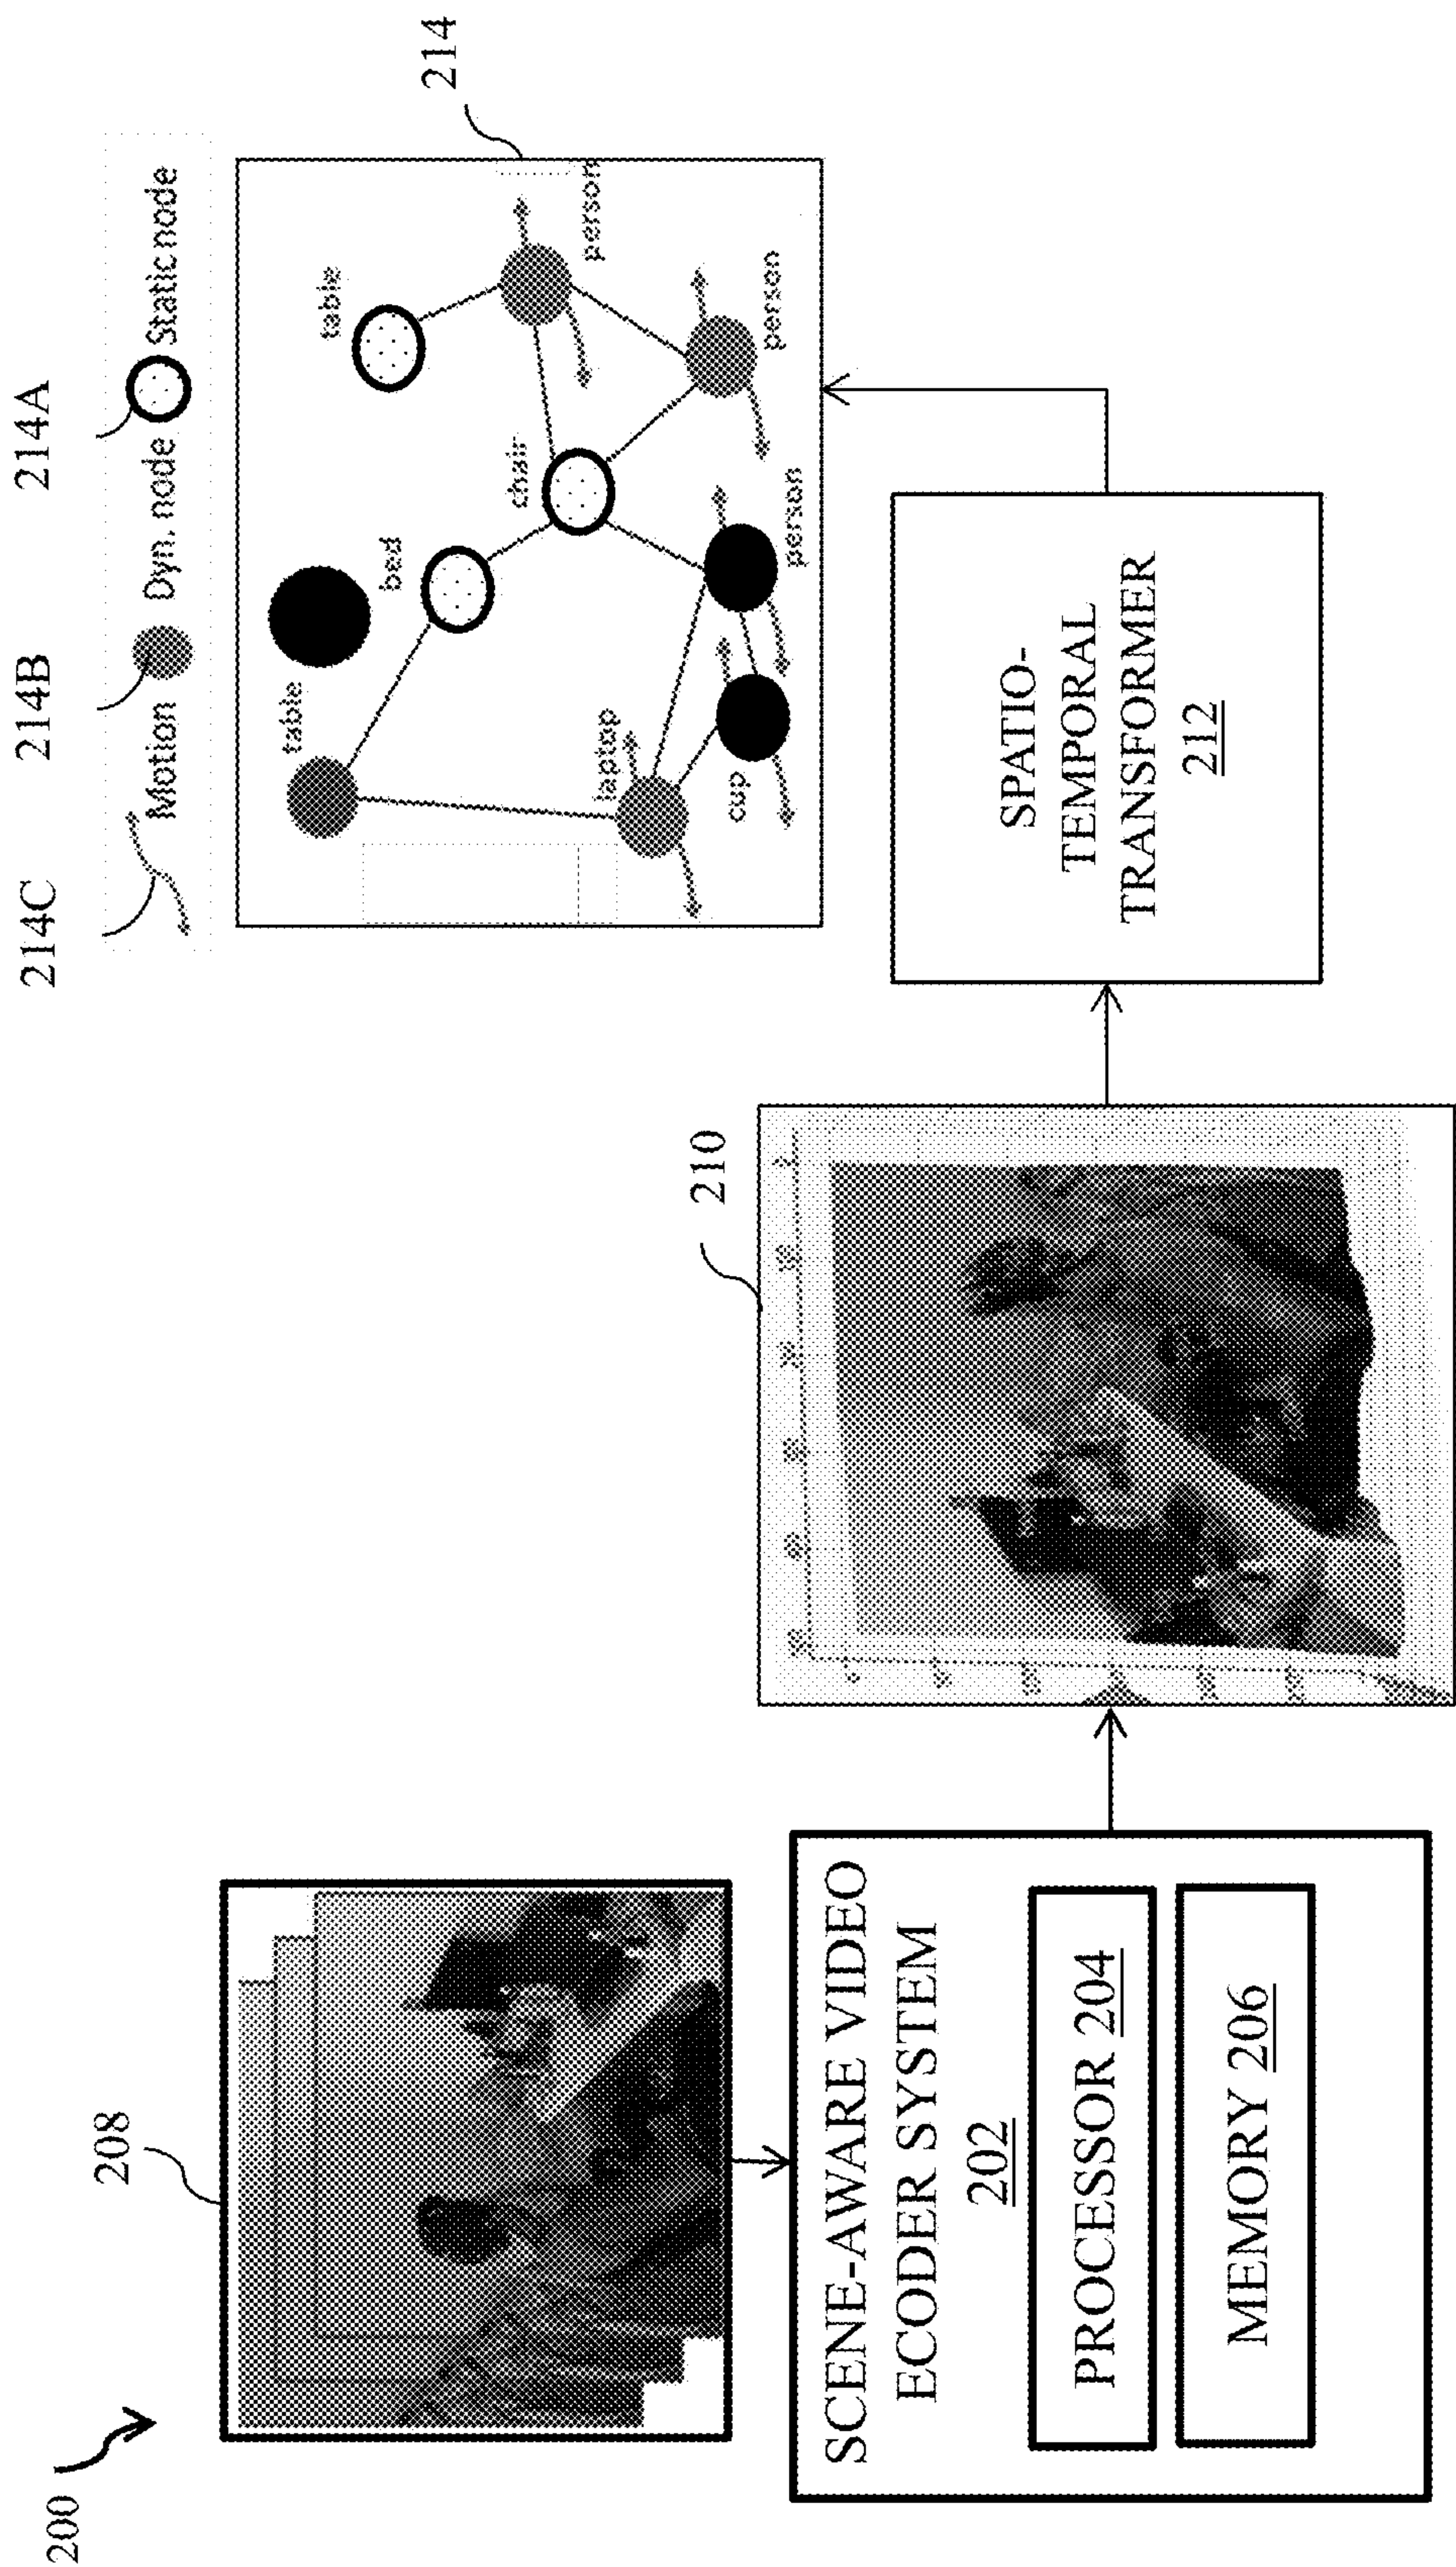 200
208
SCENE-AWARE VIDEO
ECODER SYSTEM
202
PROCESSOR 204
MEMORY 206
210
SPATIO-
TEMPORAL
TRANSFORMER
212
214C
214B
214A
Motion
Dyn. node
Static node
214
table
bed
table
chair
person
laptop
cup
person
person